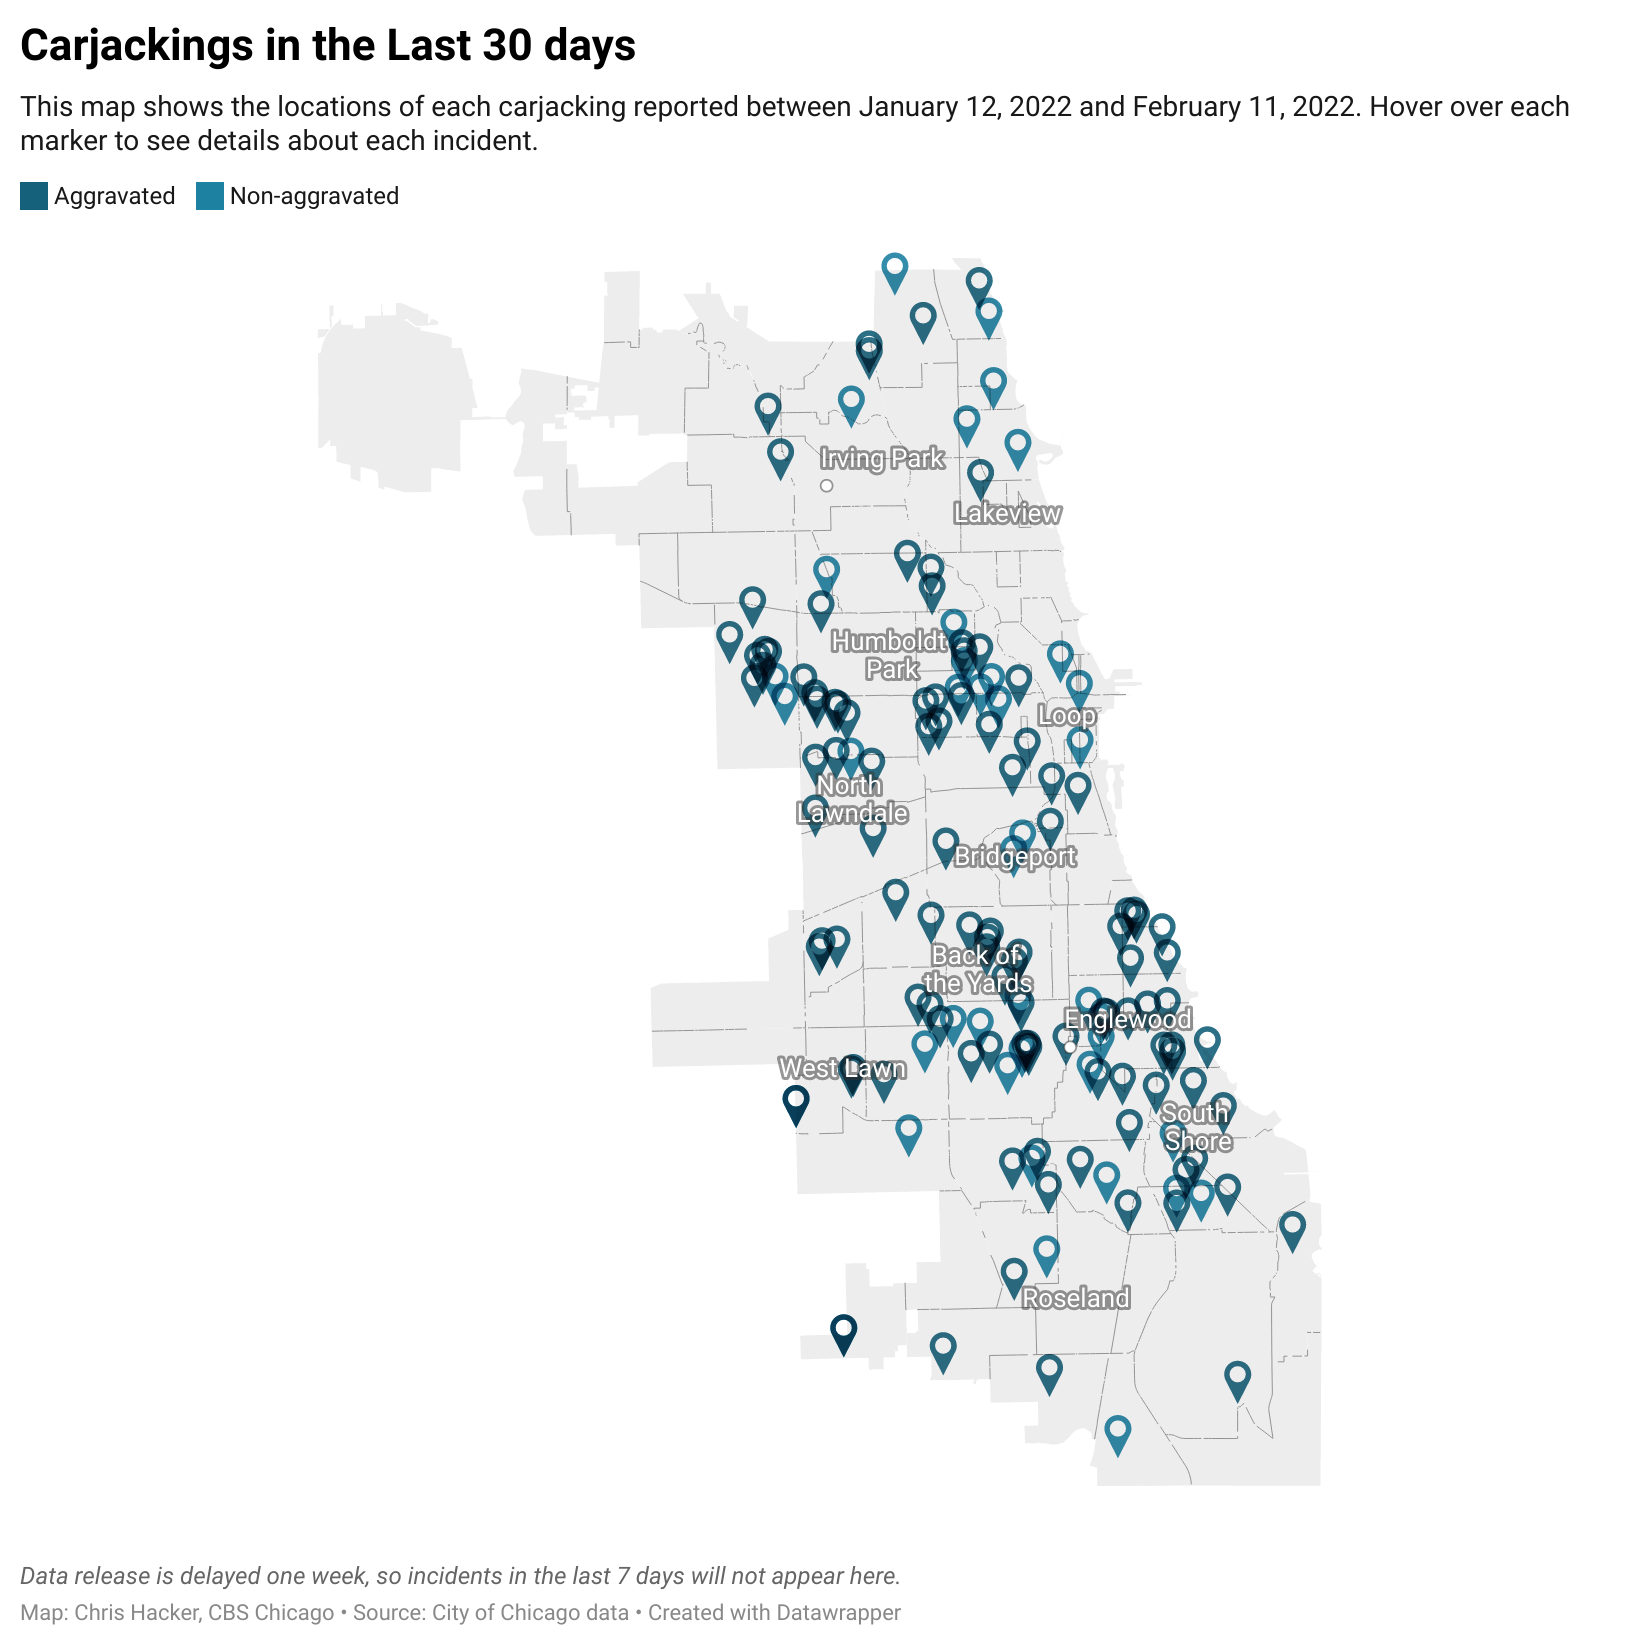 Carjackings in the Last 30 days
This map shows the locations of each carjacking reported between January 12, 2022 and February 11, 2022. Hover over each
marker to see details about each incident.
Aggravated Non-aggravated
Irving Park
Lakeview
Humboldt
Park
Loop
North
Lawndale
Bridgeport
Back of
the Yards
Englewood
West Lawn
South
Shore
Roseland
Data release is delayed one week, so incidents in the last 7 days will not appear here.
Map: Chris Hacker, CBS Chicago • Source: City of Chicago data • Created with Datawrapper